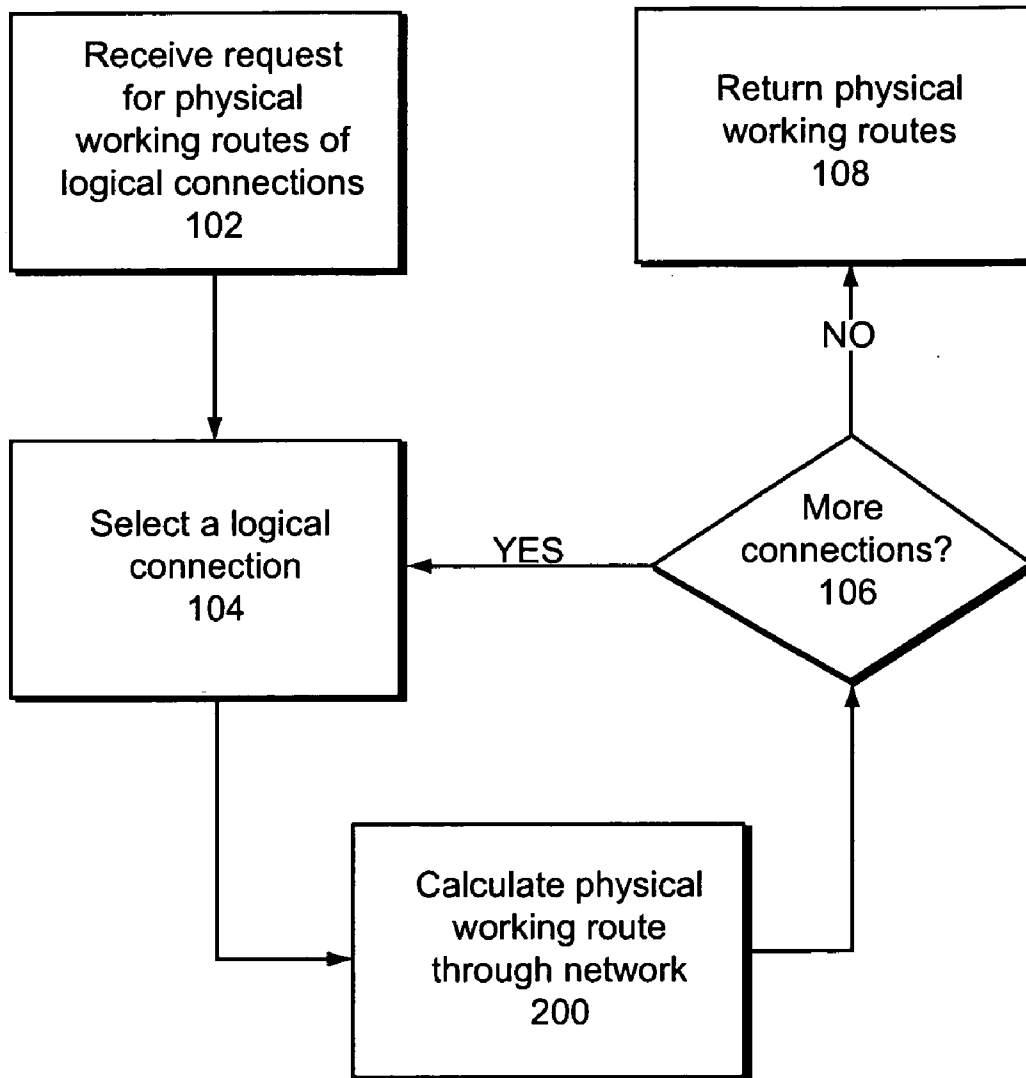 Receive request
for physical
working routes of
logical connections
102
Return physical
working routes
108
NO
Select a logical
connection
104
YES
More
connections?
106
Calculate physical
working route
through network
200